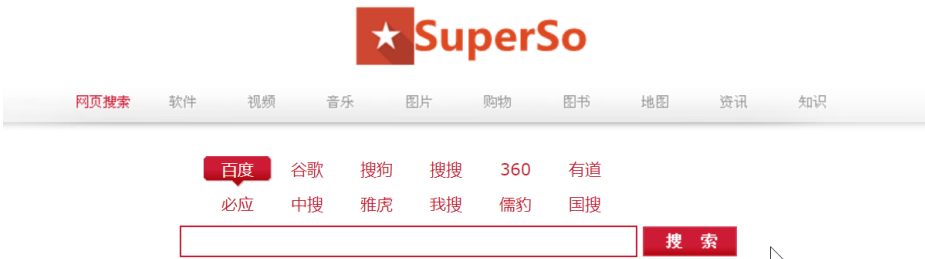 SuperSo
网页搜索 软件 视频 音乐 图片 购物 图书 地图 资讯 知识
百度 谷歌 搜狗 搜搜 360 有道
必应 中搜 雅虎 我搜 儒豹 国搜
搜 索